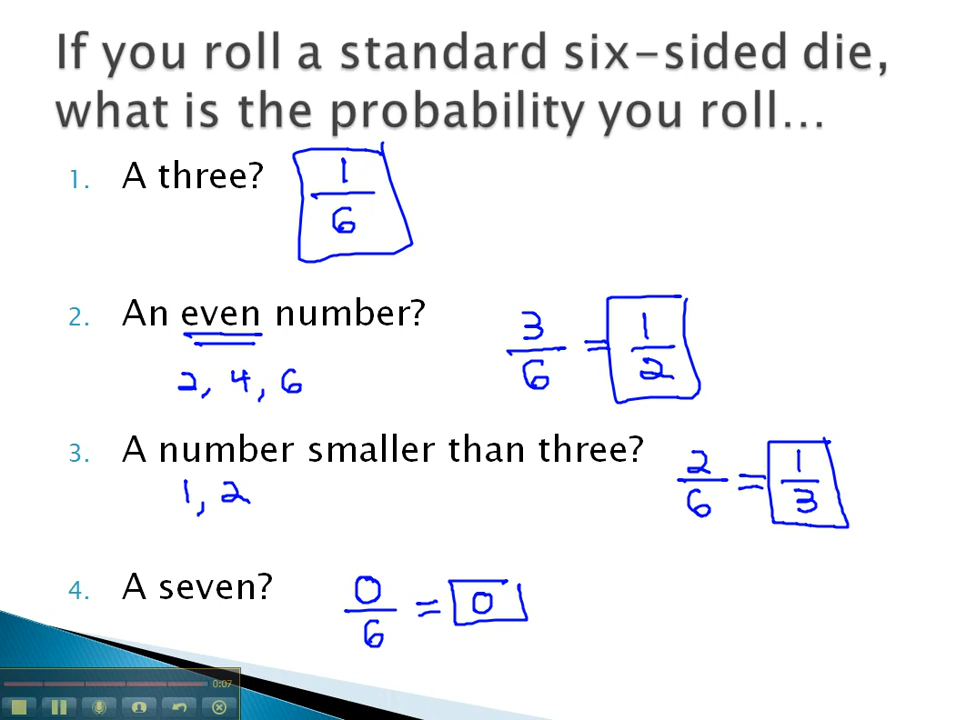 If you roll a standard six-sided die,
what is the probability you roll...
1. A three? 1/6
2. An even number? 3/6 = 1/2
2, 4, 6
3. A number smaller than three? 2/6 = 1/3
1, 2
4. A seven? 0/6 = 0
0:07